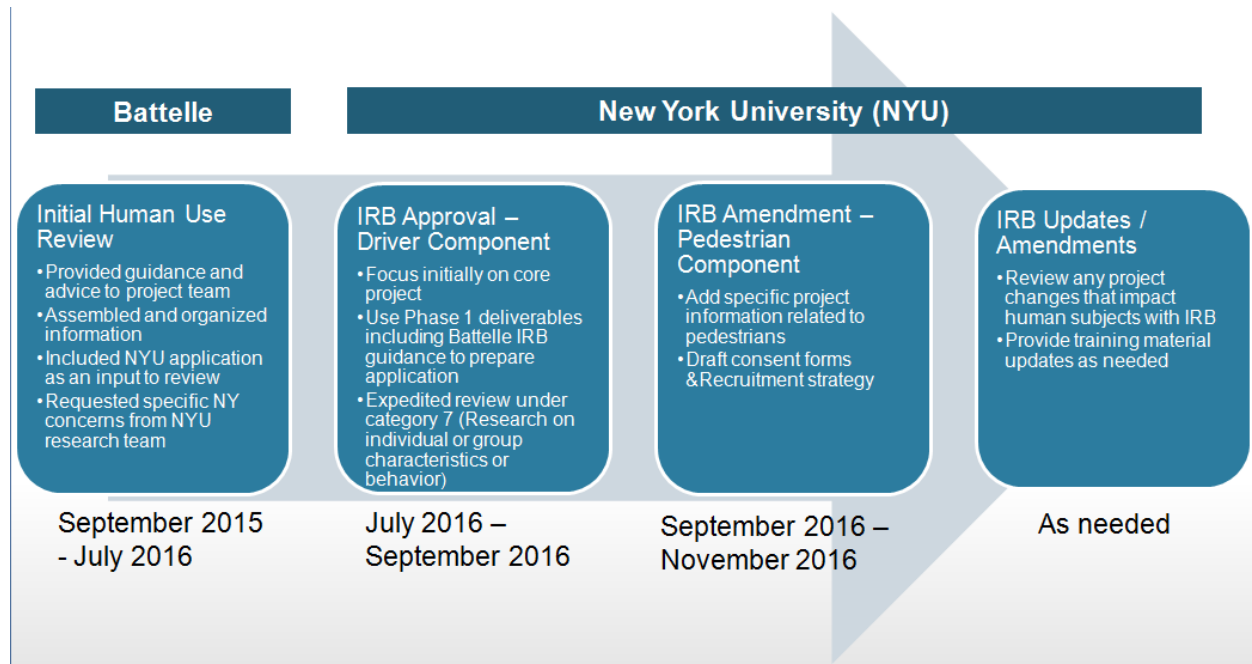 Battelle
New York University (NYU)
Initial Human Use
Review
•Provided guidance and
advice to project team
•Assembled and organized
information
•Included NYU application
as an input to review
•Requested specific NY
concerns from NYU
research team
September 2015
- July 2016
IRB Approval –
Driver Component
•Focus initially on core
project
•Use Phase 1 deliverables
including Battelle IRB
guidance to prepare
application
•Expedited review under
category 7 (Research on
individual or group
characteristics or
behavior)
July 2016 –
September 2016
IRB Amendment –
Pedestrian
Component
•Add specific project
information related to
pedestrians
•Draft consent forms
&Recruitment strategy
September 2016 –
November 2016
IRB Updates /
Amendments
•Review any project
changes that impact
human subjects with IRB
•Provide training material
updates as needed
As needed